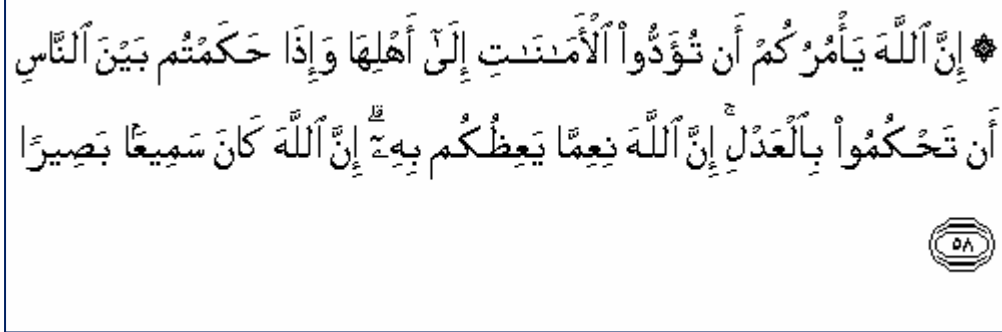 ۞ إِنَّ ٱللَّهَ يَأْمُرُكُمْ أَن تُؤَدُّوا۟ ٱلْأَمَـٰنَـٰتِ إِلَىٰٓ أَهْلِهَا وَإِذَا حَكَمْتُم بَيْنَ ٱلنَّاسِ
أَن تَحْكُمُوا۟ بِٱلْعَدْلِ ۚ إِنَّ ٱللَّهَ نِعِمَّا يَعِظُكُم بِهِۦٓ ۗ إِنَّ ٱللَّهَ كَانَ سَمِيعًۢا بَصِيرًا
٥٨